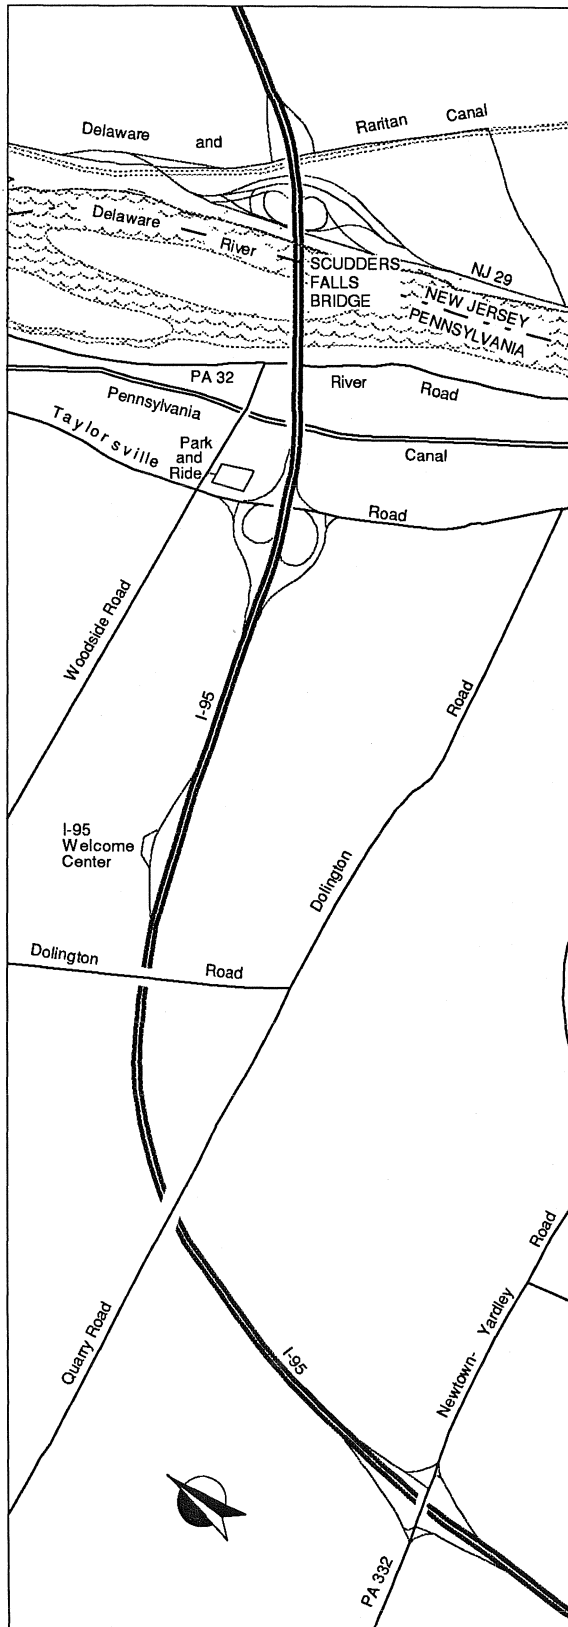 Delaware and Raritan Canal
Delaware River
NJ 29
SCUDDERS
FALLS
BRIDGE
NEW JERSEY
PENNSYLVANIA
PA 32 River Road
Pennsylvania Canal
Taylorsville Road
Park
and
Ride
Woodside Road
I-95
Dolington Road
I-95
Welcome
Center
Dolington Road
Quarry Road
I-95
Newtown- Yardley Road
PA 332